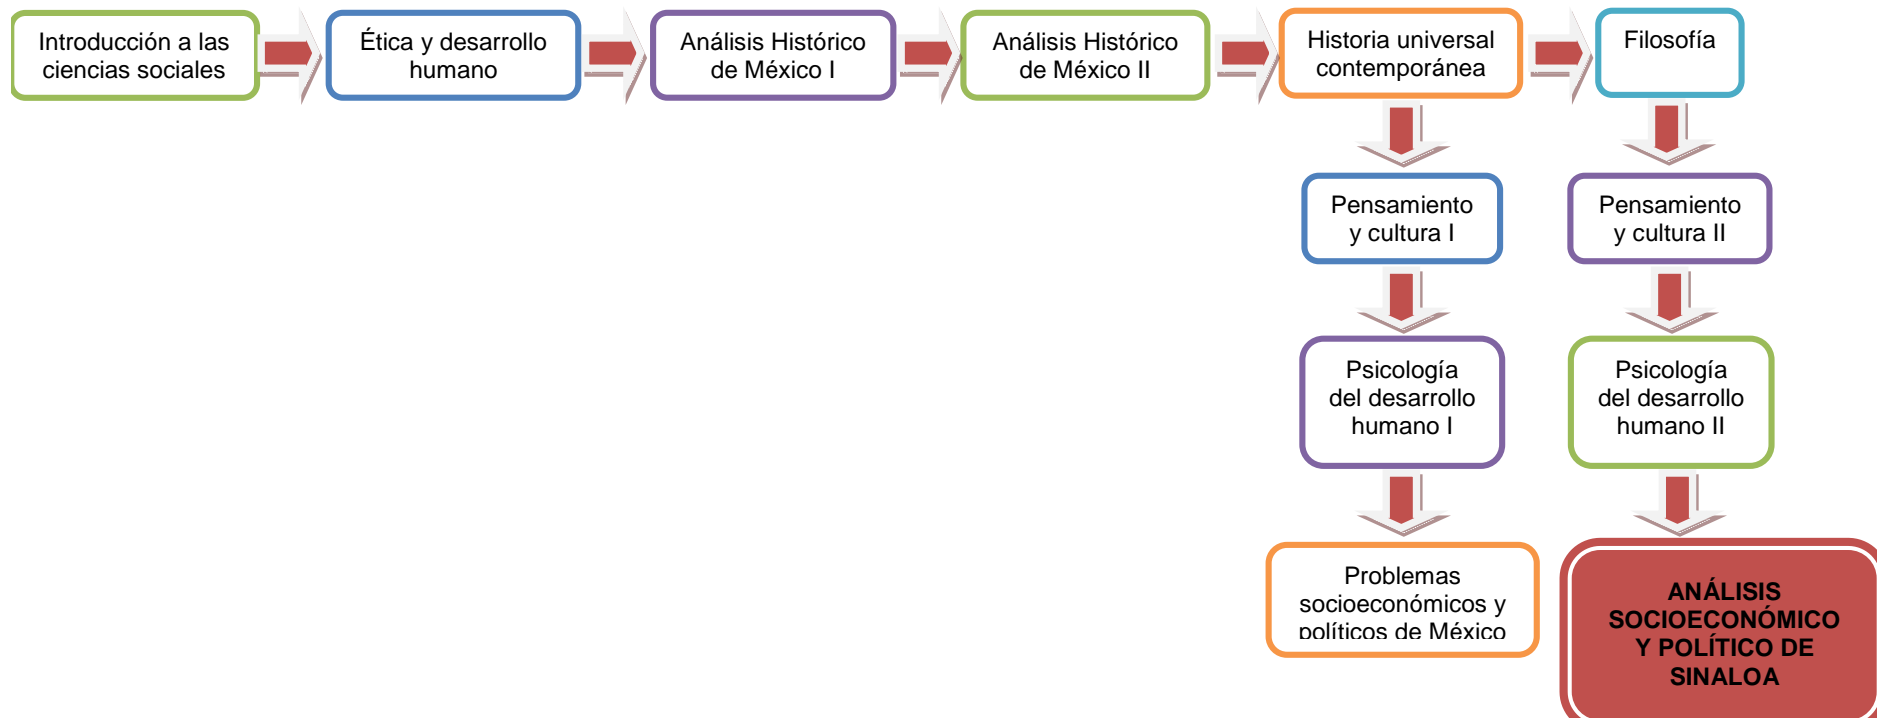 Introducción a las
ciencias sociales
Ética y desarrollo
humano
Análisis Histórico
de México I
Análisis Histórico
de México II
Historia universal
contemporánea
Filosofía
Pensamiento
y cultura I
Pensamiento
y cultura II
Psicología
del desarrollo
humano I
Psicología
del desarrollo
humano II
Problemas
socioeconómicos y
políticos de México
ANÁLISIS
SOCIOECONÓMICO
Y POLÍTICO DE
SINALOA